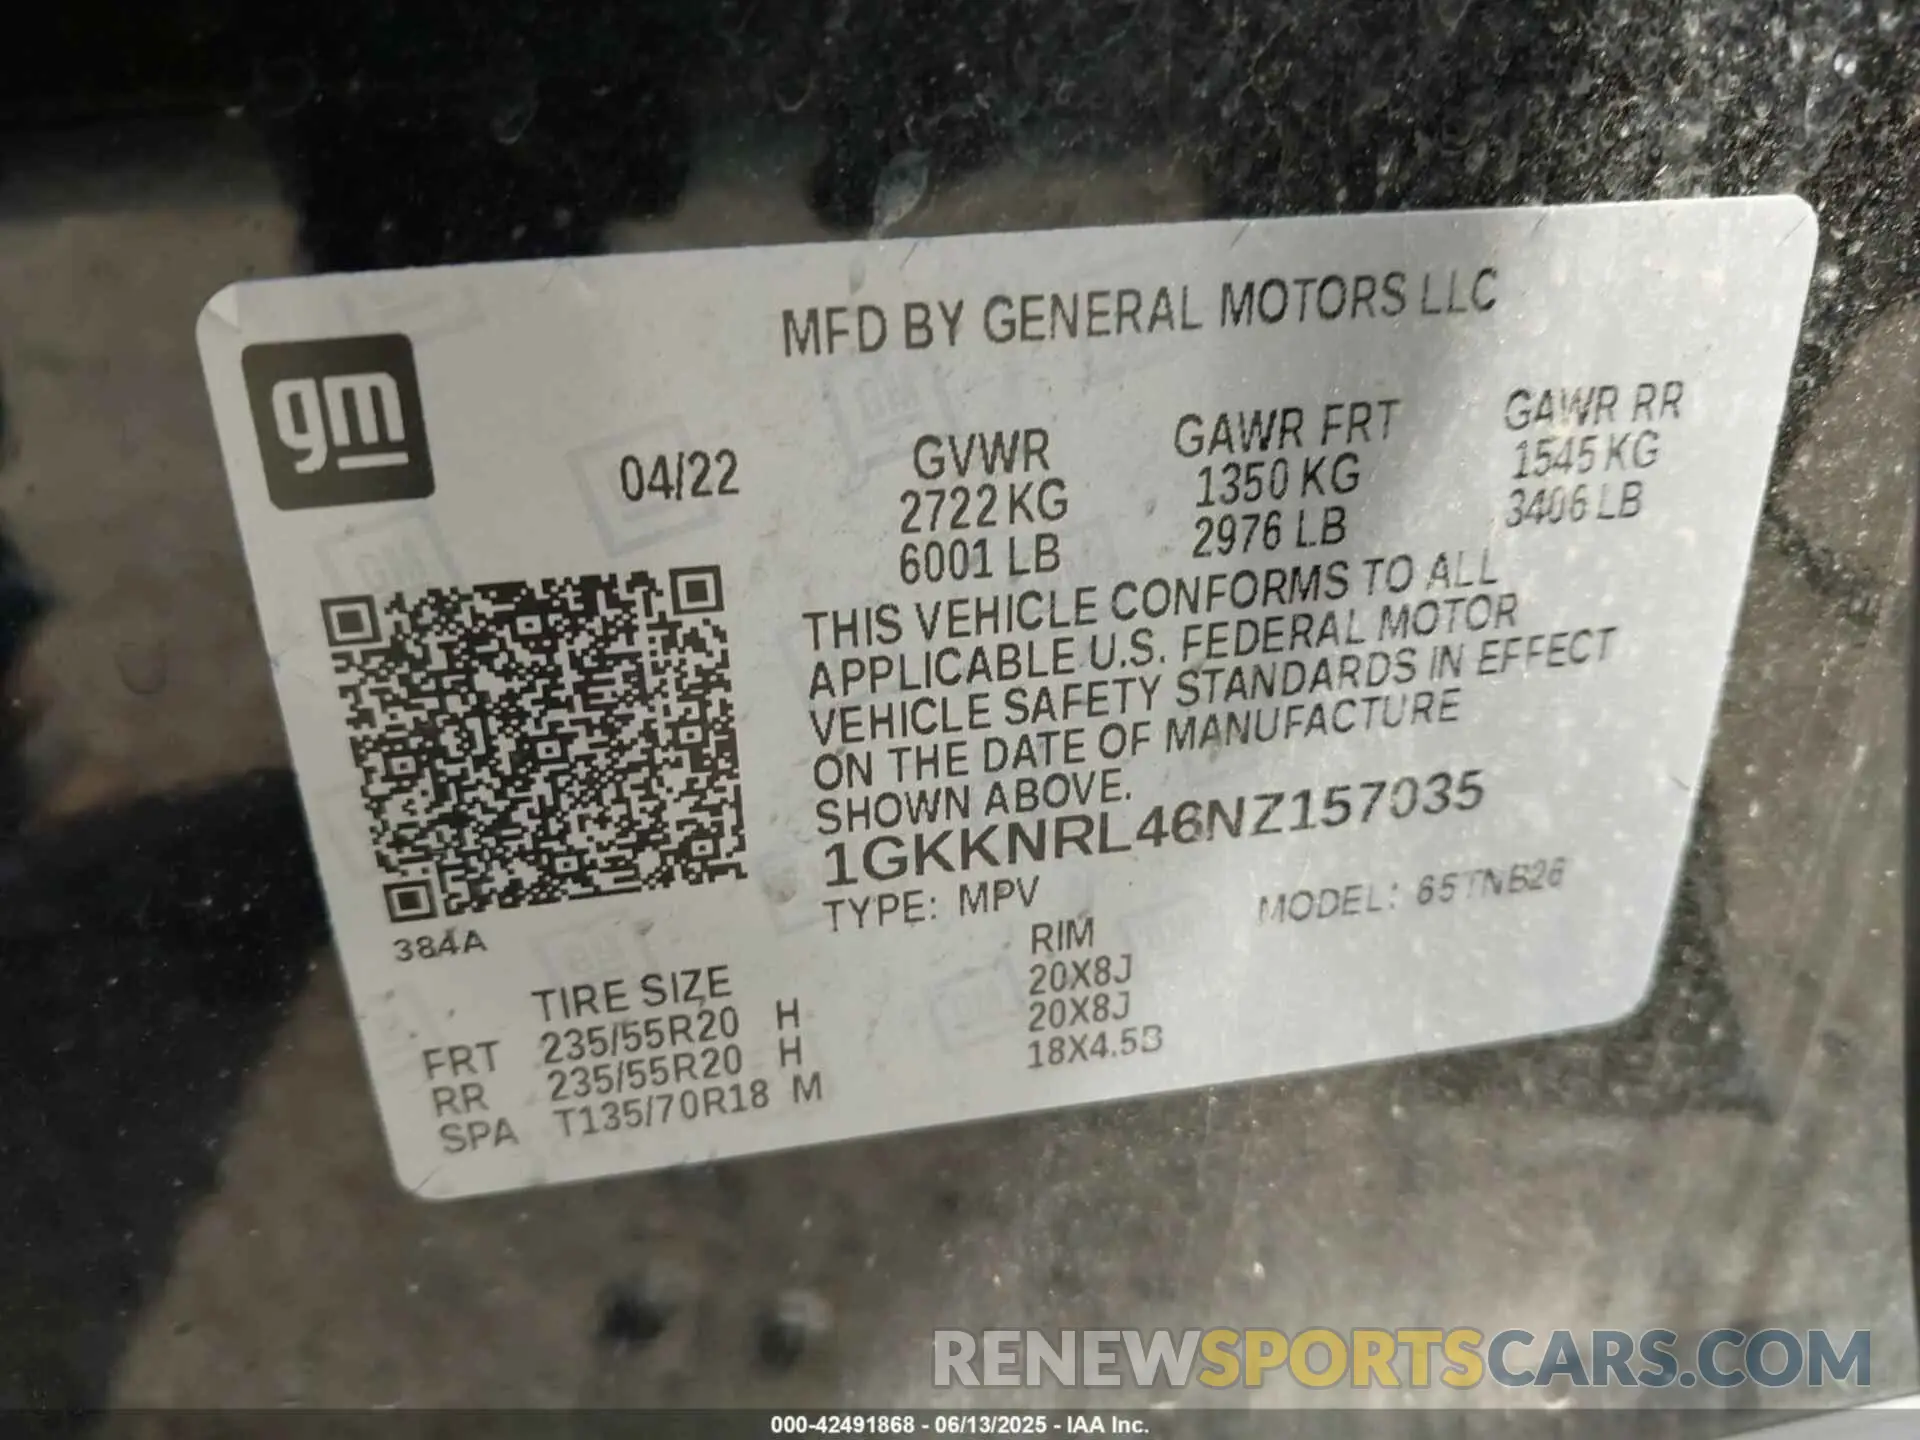 MFD BY GENERAL MOTORS LLC
gm
04/22
GVWR
2722 KG
6001 LB
GAWR FRT
1350 KG
2976 LB
GAWR RR
1545 KG
3406 LB
THIS VEHICLE CONFORMS TO ALL
APPLICABLE U.S. FEDERAL MOTOR
VEHICLE SAFETY STANDARDS IN EFFECT
ON THE DATE OF MANUFACTURE
SHOWN ABOVE.
1GKKNRL46NZ157035
TYPE: MPV MODEL: 65TNB26
384A
TIRE SIZE RIM
FRT 235/55R20 H 20X8J
RR 235/55R20 H 20X8J
SPA T135/70R18 M 18X4.5B
RENEWSPORTSCARS.COM
000-42491868 - 06/13/2025 - IAA Inc.